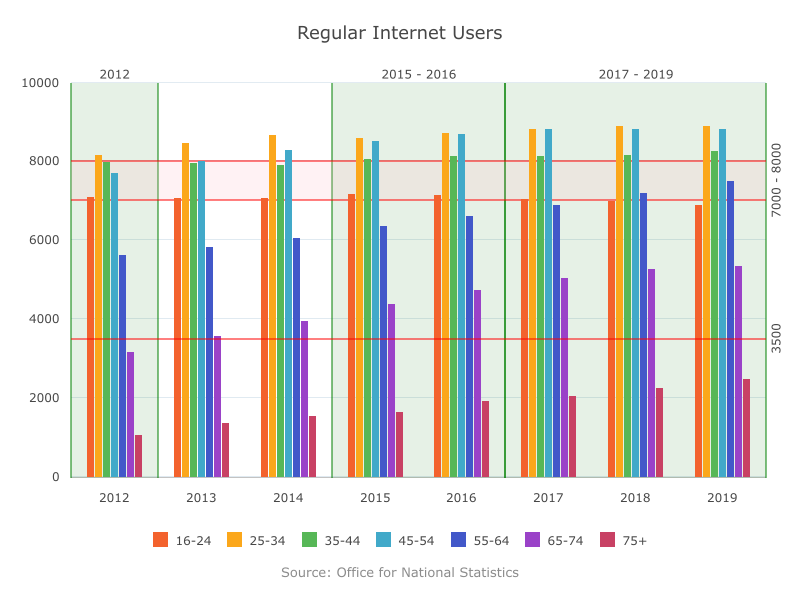 Regular Internet Users
2012 2015 - 2016 2017 - 2019
10000
8000
6000
4000
2000
0
7000 - 8000
3500
2012 2013 2014 2015 2016 2017 2018 2019
16-24 25-34 35-44 45-54 55-64 65-74 75+
Source: Office for National Statistics